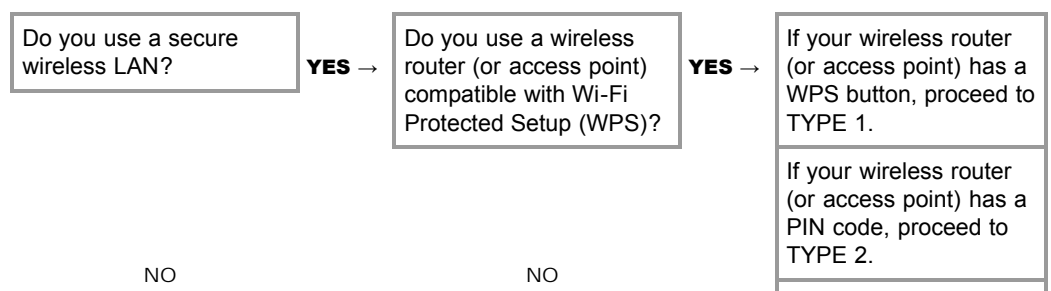 Do you use a secure
wireless LAN?
YES →
Do you use a wireless
router (or access point)
compatible with Wi-Fi
Protected Setup (WPS)?
YES →
If your wireless router
(or access point) has a
WPS button, proceed to
TYPE 1.
If your wireless router
(or access point) has a
PIN code, proceed to
TYPE 2.
NO
NO